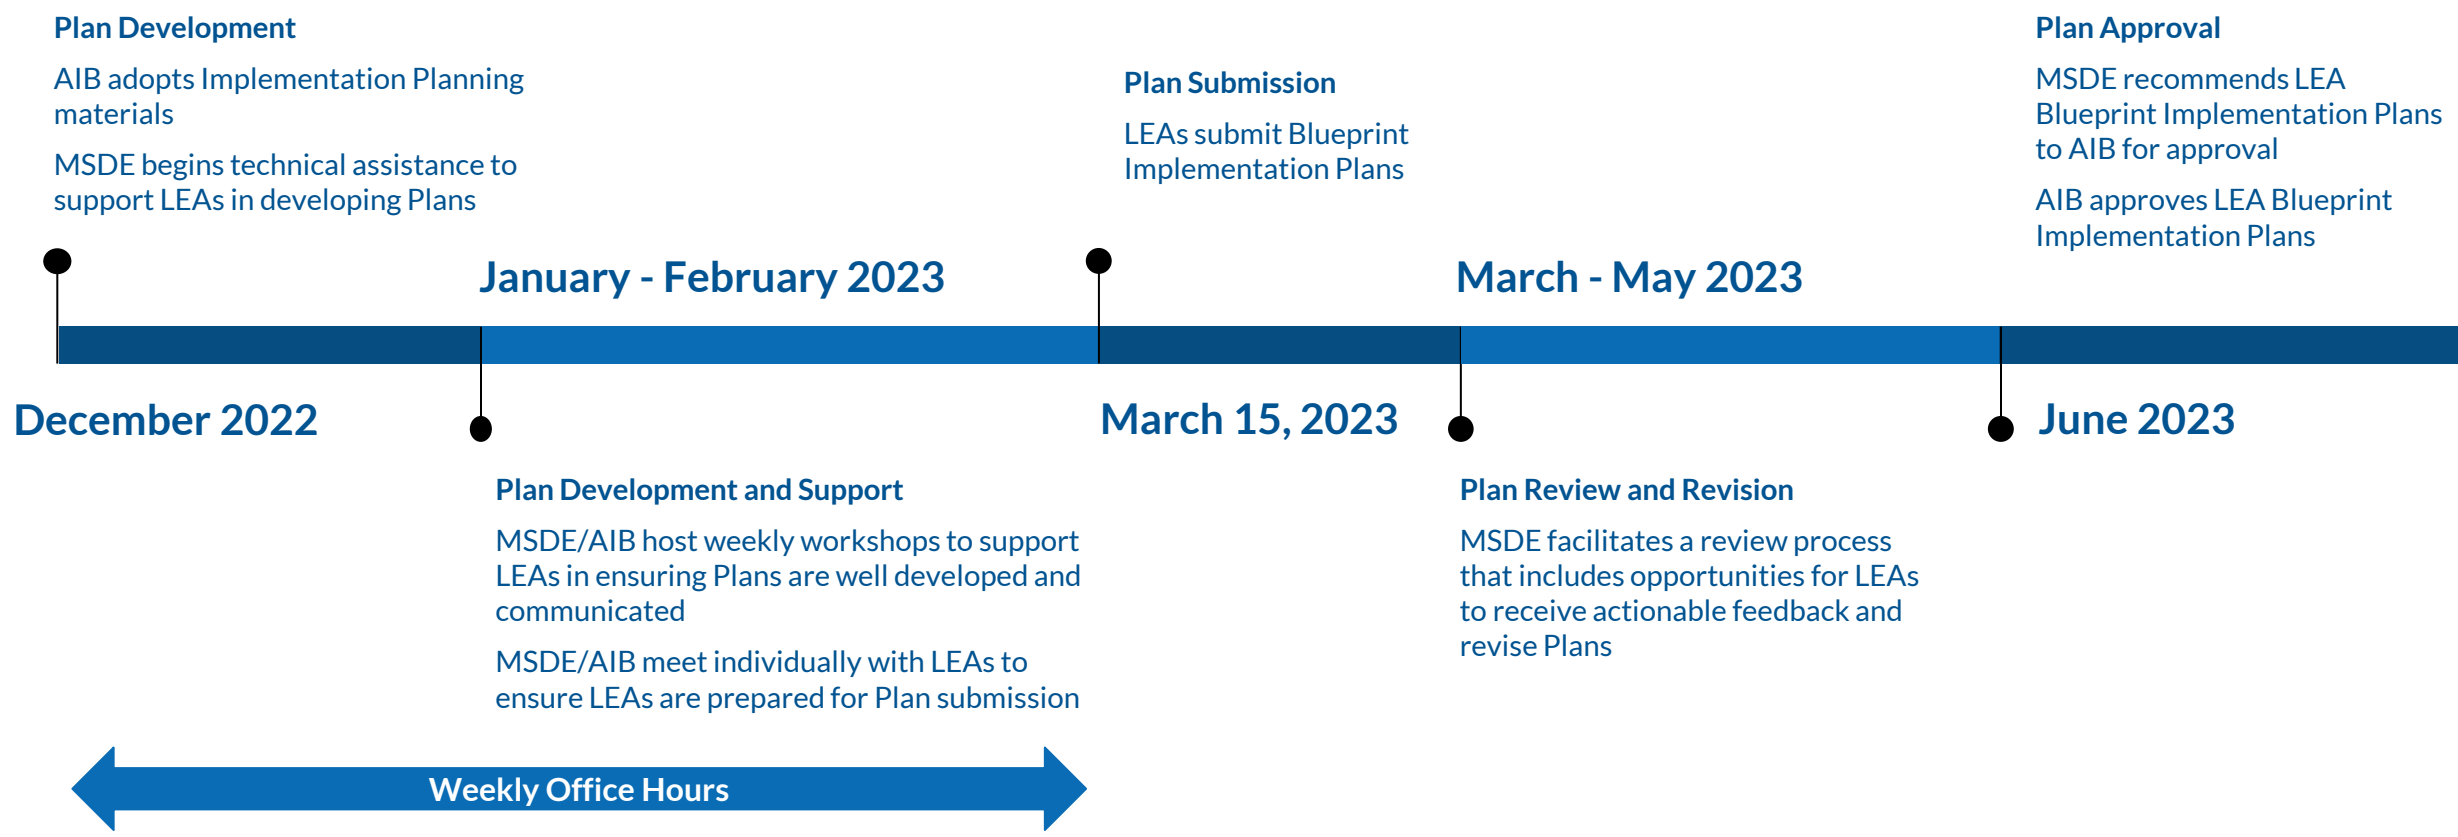 Plan Development
AIB adopts Implementation Planning
materials
MSDE begins technical assistance to
support LEAs in developing Plans
Plan Submission
LEAs submit Blueprint
Implementation Plans
Plan Approval
MSDE recommends LEA
Blueprint Implementation Plans
to AIB for approval
AIB approves LEA Blueprint
Implementation Plans
January - February 2023
March - May 2023
December 2022
March 15, 2023
June 2023
Plan Development and Support
MSDE/AIB host weekly workshops to support
LEAs in ensuring Plans are well developed and
communicated
MSDE/AIB meet individually with LEAs to
ensure LEAs are prepared for Plan submission
Plan Review and Revision
MSDE facilitates a review process
that includes opportunities for LEAs
to receive actionable feedback and
revise Plans
Weekly Office Hours